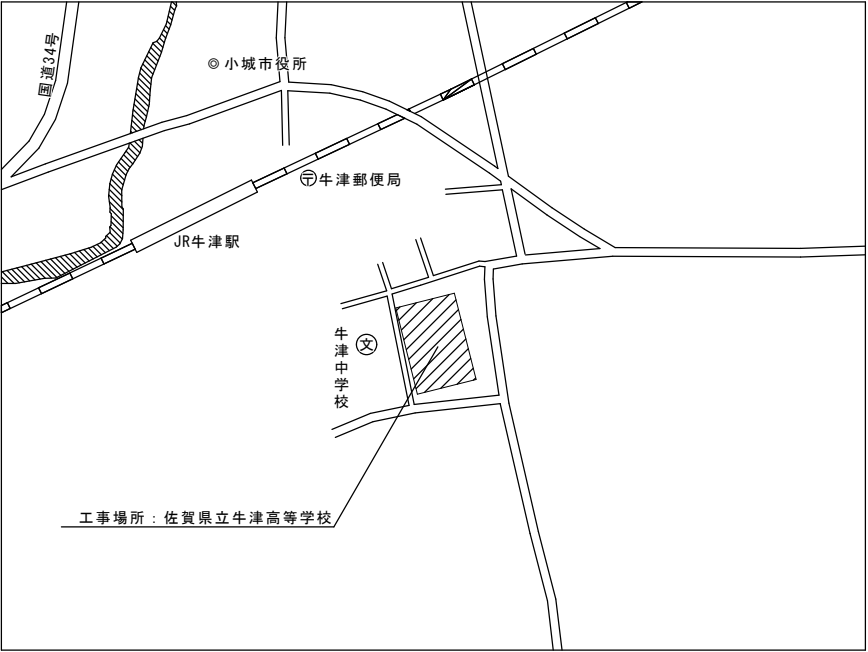 国道34号
◎ 小城市役所
〒牛津郵便局
JR牛津駅
牛津中学校
文
工事場所：佐賀県立牛津高等学校